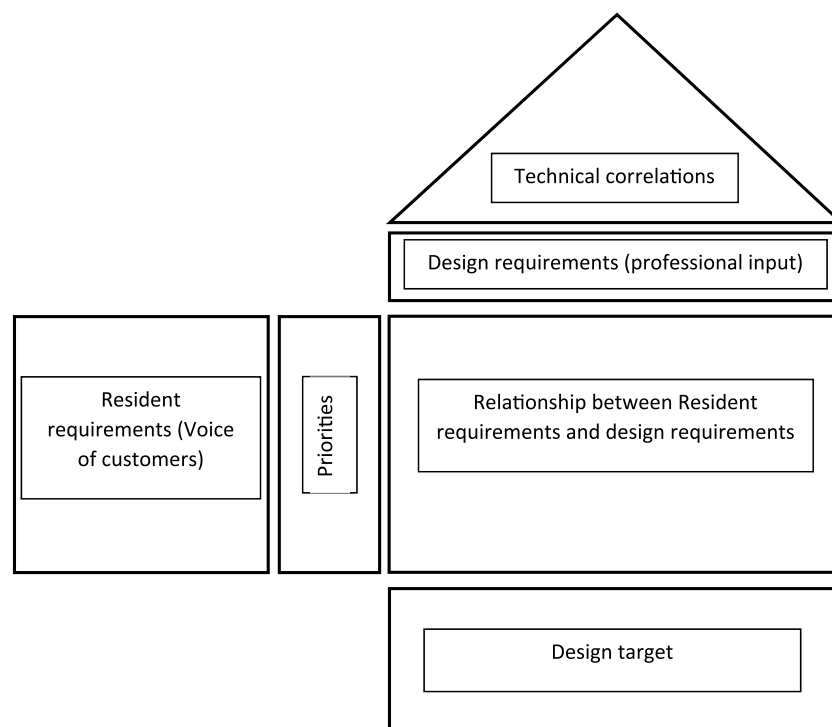 Technical correlations
Design requirements (professional input)
Resident
requirements (Voice
of customers)
Priorities
Relationship between Resident
requirements and design requirements
Design target